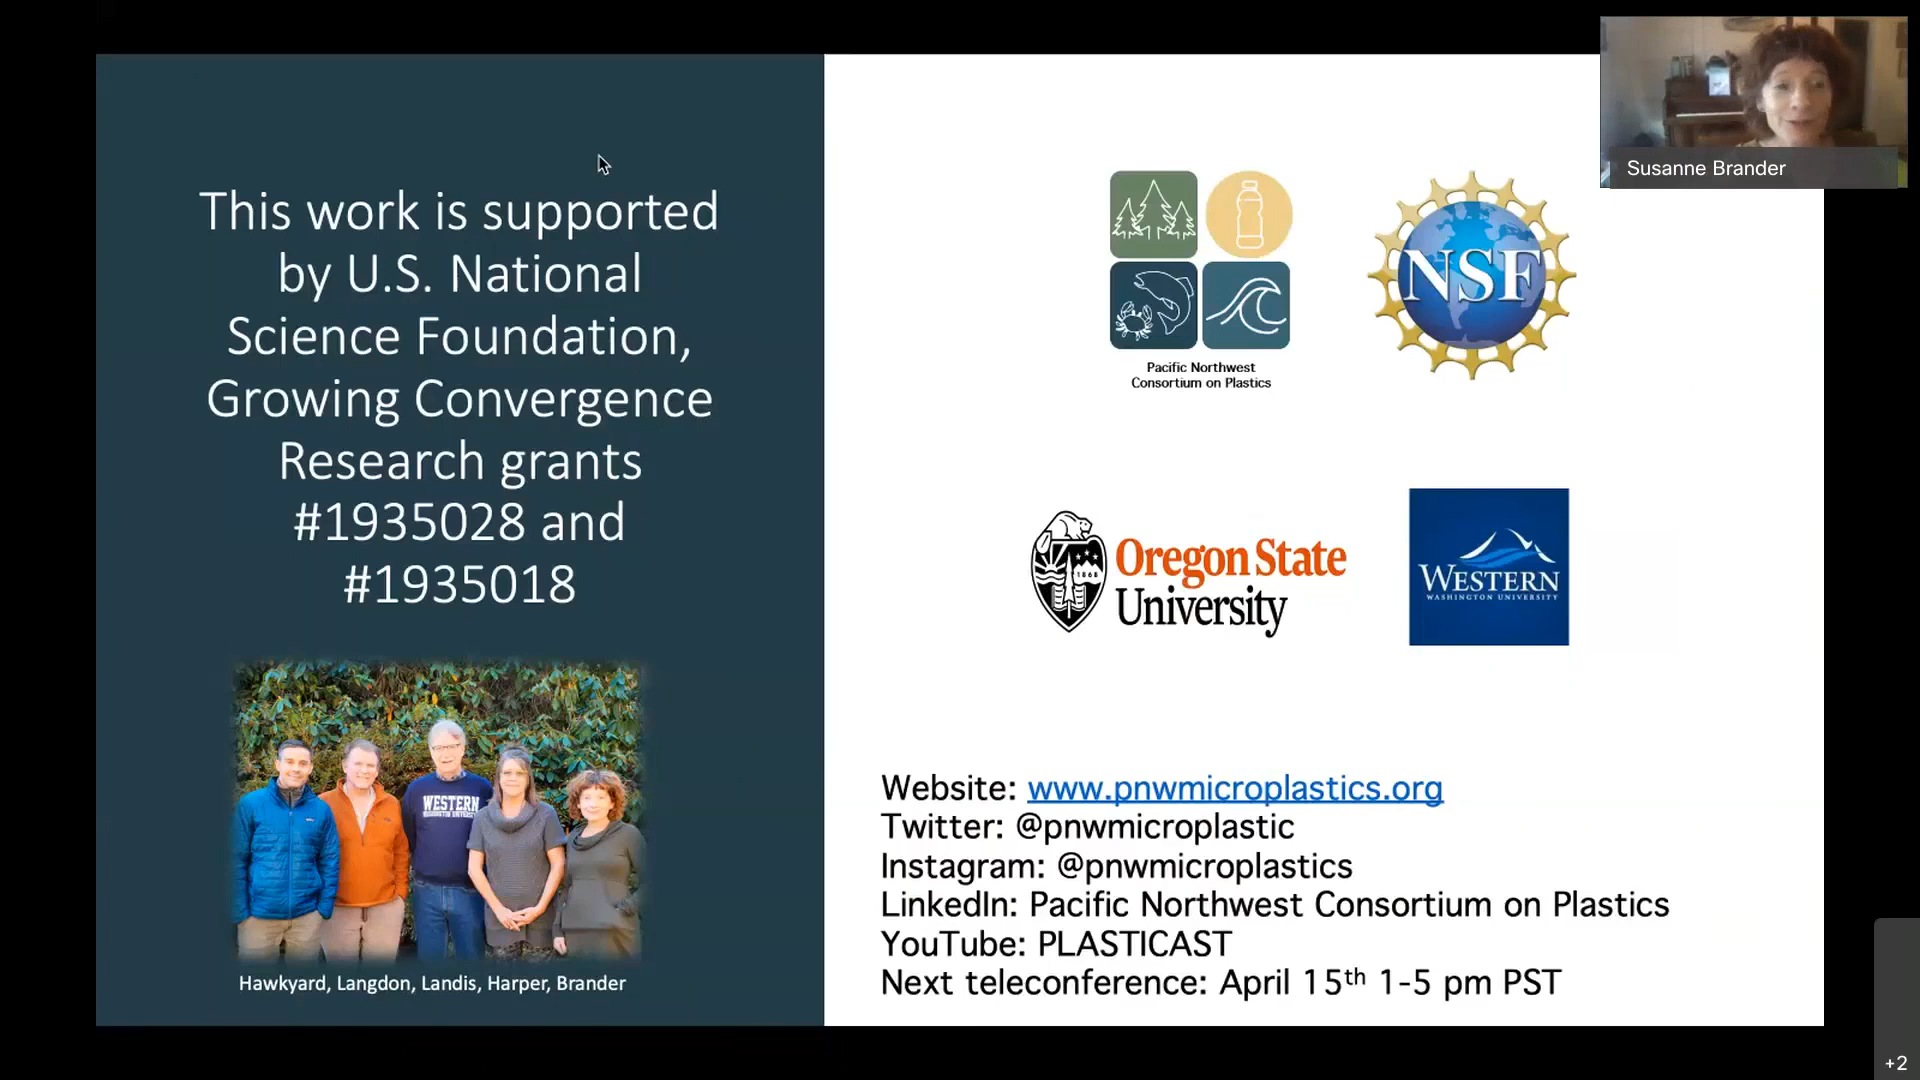 This work is supported
by U.S. National
Science Foundation,
Growing Convergence
Research grants
#1935028 and
#1935018
WESTERN
WASHINGTON UNIVERSITY
Hawkyard, Langdon, Landis, Harper, Brander
Pacific Northwest
Consortium on Plastics
NSF
1868
Oregon State
University
WESTERN
WASHINGTON UNIVERSITY
Website: www.pnwmicroplastics.org
Twitter: @pnwmicroplastic
Instagram: @pnwmicroplastics
LinkedIn: Pacific Northwest Consortium on Plastics
YouTube: PLASTICAST
Next teleconference: April 15th 1-5 pm PST
Susanne Brander
+2